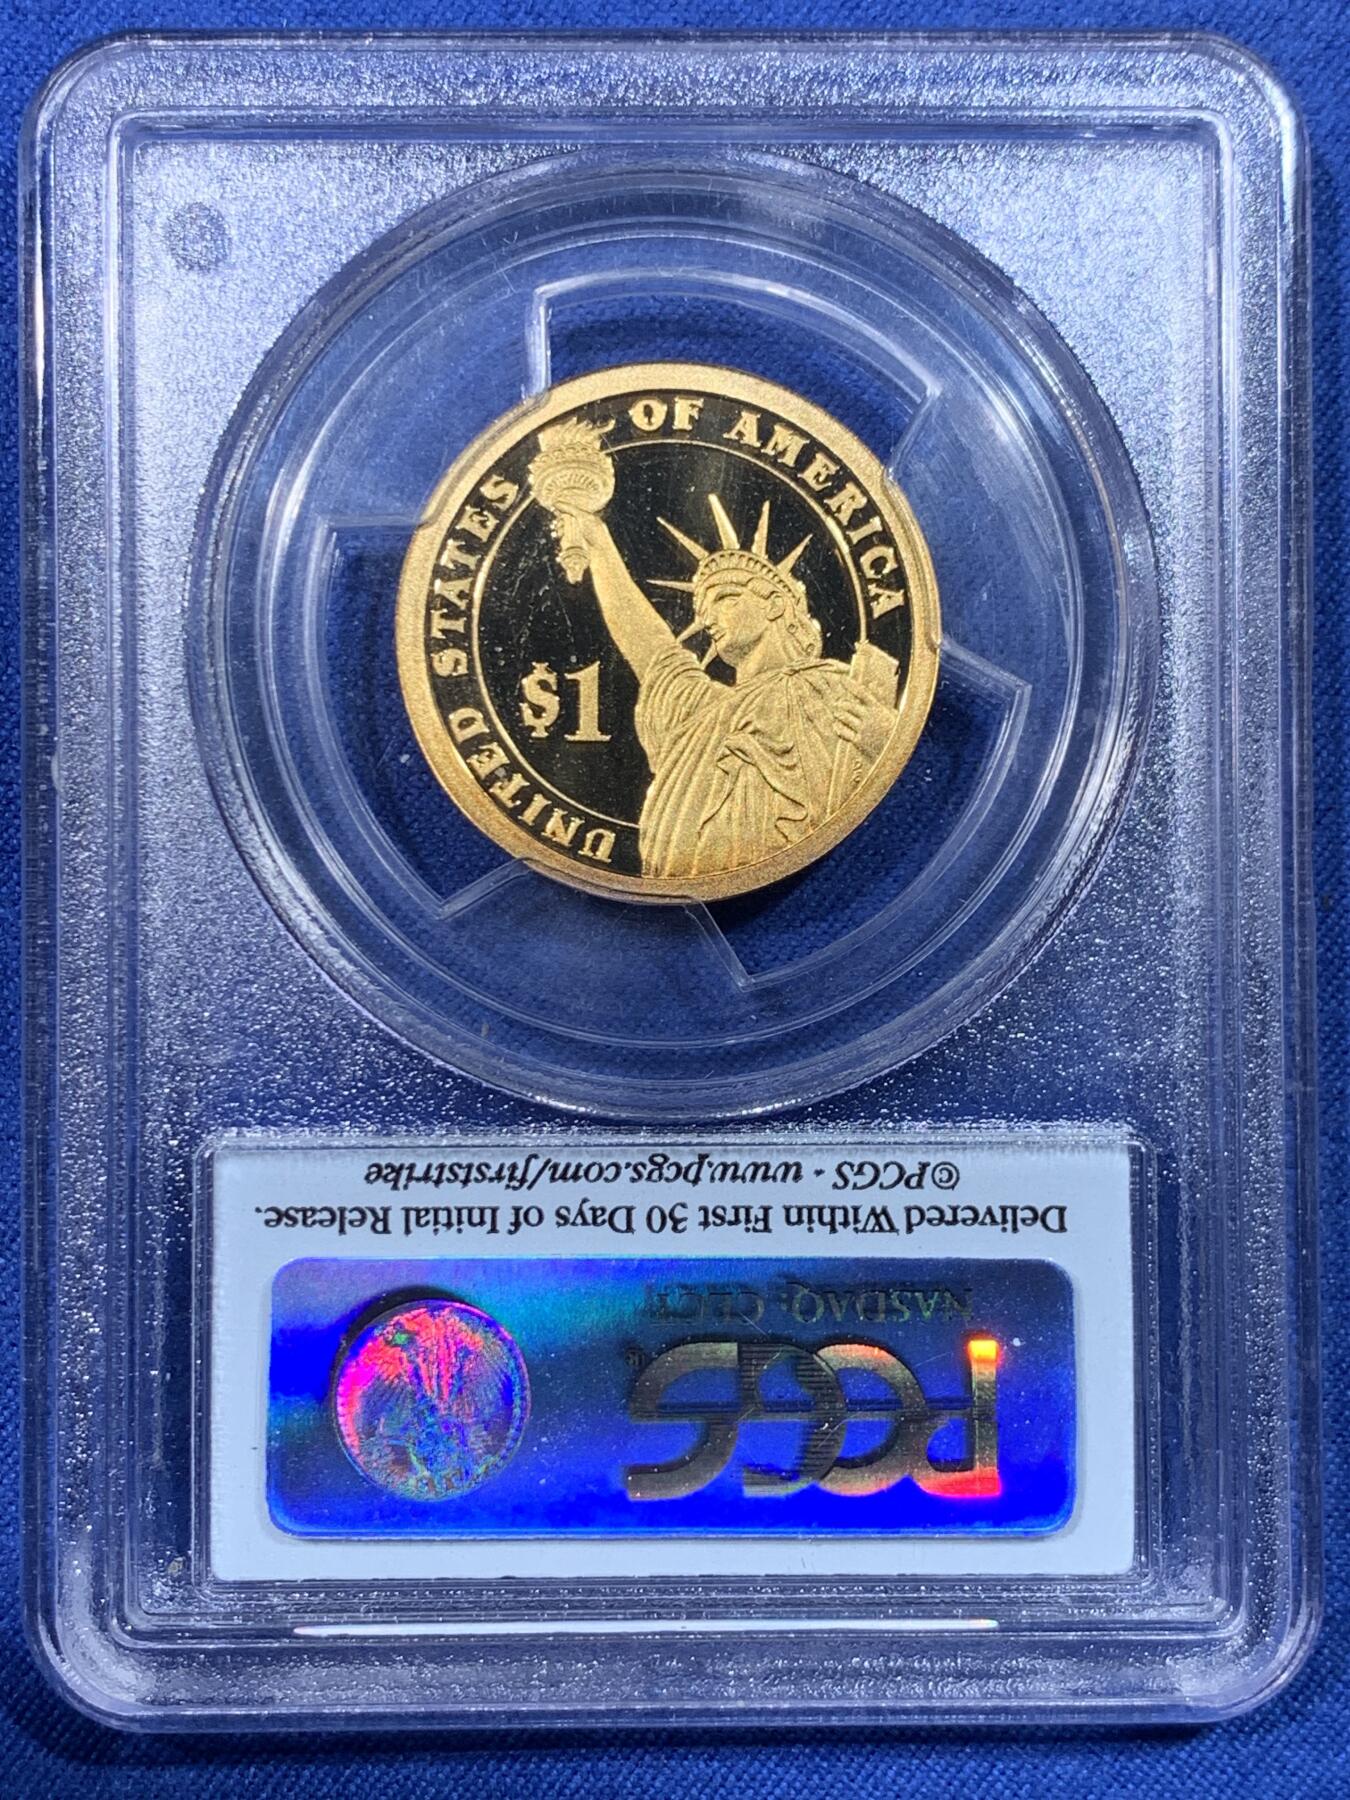 UNITED STATES OF AMERICA
$1
Delivered Within First 30 Days of Initial Release.
©PCGS - www.pcgs.com/firststrike
NASDAQ: CLCT
PCGS